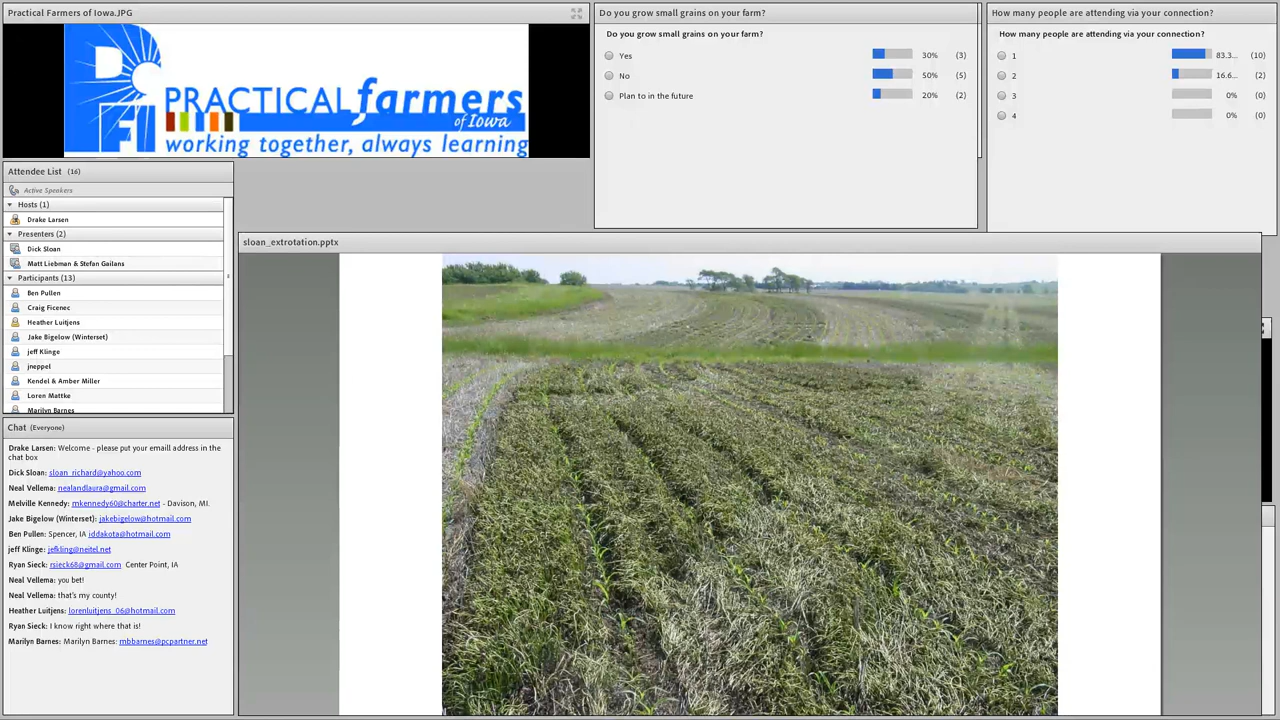 Practical Farmers of Iowa.JPG
PRACTICAL farmers
of Iowa
working together, always learning
Do you grow small grains on your farm?
Do you grow small grains on your farm?
Yes 30% (3)
No 50% (5)
Plan to in the future 20% (2)
How many people are attending via your connection?
How many people are attending via your connection?
1 83.3... (10)
2 16.6... (2)
3 0% (0)
4 0% (0)
Attendee List (16)
Active Speakers
Hosts (1)
Drake Larsen
Presenters (2)
Dick Sloan
Matt Liebman & Stefan Gailans
Participants (13)
Ben Pullen
Craig Ficenec
Heather Luitjens
Jake Bigelow (Winterset)
jeff Klinge
jneppel
Kendel & Amber Miller
Loren Mattke
Marilyn Barnes
Chat (Everyone)
Drake Larsen: Welcome - please put your emaill address in the
chat box
Dick Sloan: sloan_richard@yahoo.com
Neal Vellema: nealandlaura@gmail.com
Melville Kennedy: mkennedy60@charter.net - Davison, MI.
Jake Bigelow (Winterset): jakebigelow@hotmail.com
Ben Pullen: Spencer, IA iddakota@hotmail.com
jeff Klinge: jefkling@neitel.net
Ryan Sieck: rsieck68@gmail.com Center Point, IA
Neal Vellema: you bet!
Neal Vellema: that's my county!
Heather Luitjens: lorenluitjens_06@hotmail.com
Ryan Sieck: I know right where that is!
Marilyn Barnes: Marilyn Barnes: mbbarnes@pcpartner.net
sloan_extrotation.pptx